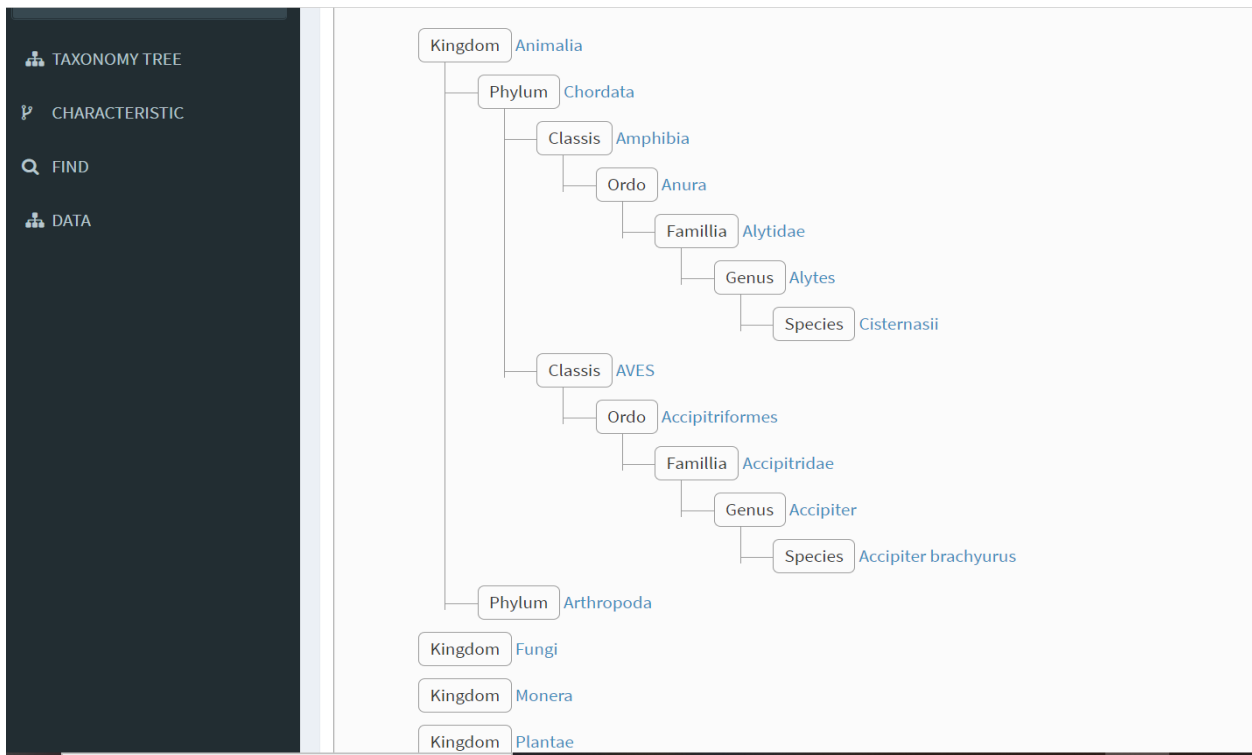 TAXONOMY TREE
CHARACTERISTIC
FIND
DATA
Kingdom Animalia
Phylum Chordata
Classis Amphibia
Ordo Anura
Famillia Alytidae
Genus Alytes
Species Cisternasii
Classis AVES
Ordo Accipitriformes
Famillia Accipitridae
Genus Accipiter
Species Accipiter brachyurus
Phylum Arthropoda
Kingdom Fungi
Kingdom Monera
Kingdom Plantae